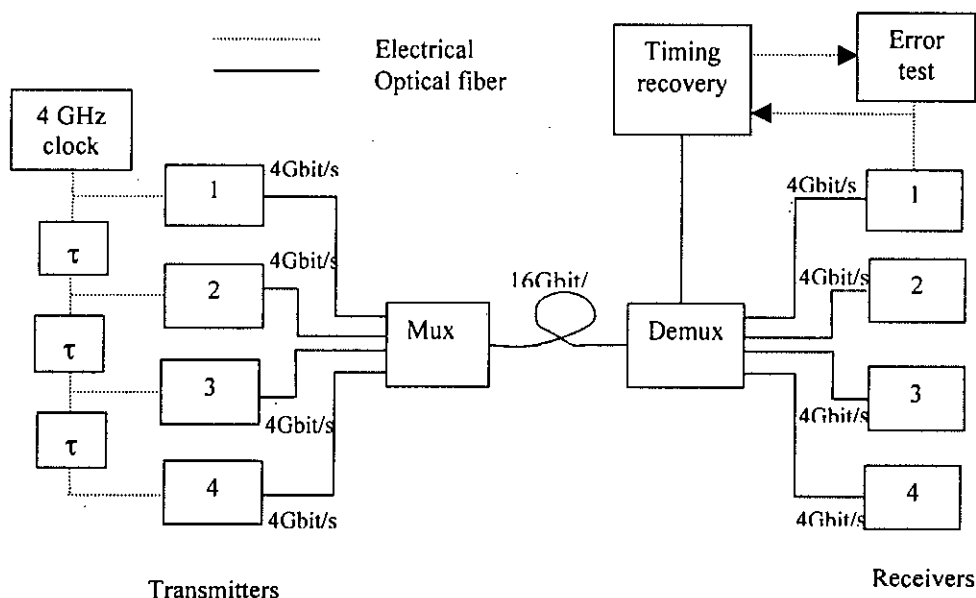 Electrical
Optical fiber
Timing
recovery
Error
test
4 GHz
clock
4Gbit/s
1
τ
4Gbit/s
2
τ
3
4Gbit/s
τ
4
4Gbit/s
Mux
16Gbit/
Demux
4Gbit/s
1
4Gbit/s
2
3
4Gbit/s
4
4Gbit/s
Transmitters
Receivers